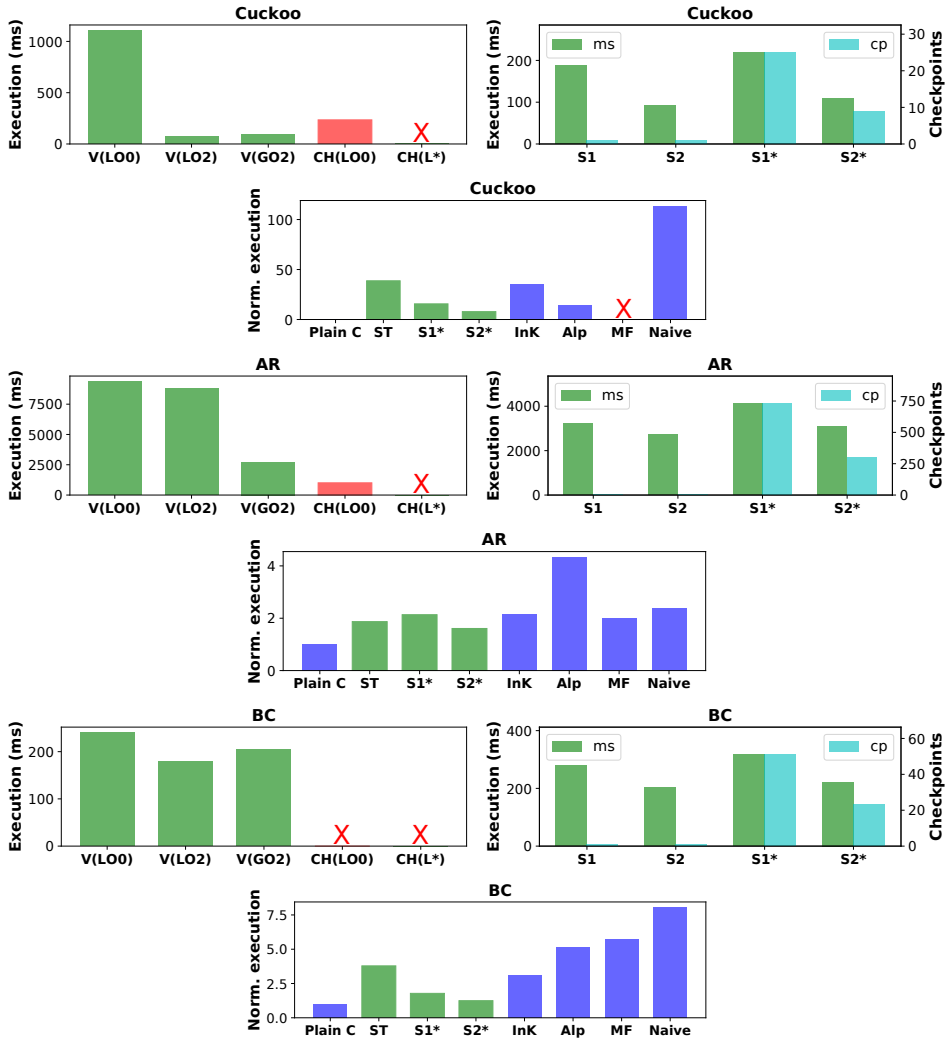 Cuckoo
Execution (ms)
1000
500
0
V(LO0) V(LO2) V(GO2) CH(LO0) CH(L*)
X
Cuckoo
Execution (ms)
200
100
0
ms
cp
30
20
10
0
Checkpoints
S1 S2 S1* S2*
Cuckoo
Norm. execution
100
50
0
Plain C ST S1* S2* InK Alp MF Naive
X
AR
Execution (ms)
7500
5000
2500
0
V(LO0) V(LO2) V(GO2) CH(LO0) CH(L*)
X
AR
Execution (ms)
4000
2000
0
ms
cp
750
500
250
0
Checkpoints
S1 S2 S1* S2*
AR
Norm. execution
4
2
0
Plain C ST S1* S2* InK Alp MF Naive
BC
Execution (ms)
200
100
0
V(LO0) V(LO2) V(GO2) CH(LO0) CH(L*)
X X
BC
Execution (ms)
400
200
0
ms
cp
60
40
20
0
Checkpoints
S1 S2 S1* S2*
BC
Norm. execution
7.5
5.0
2.5
0.0
Plain C ST S1* S2* InK Alp MF Naive